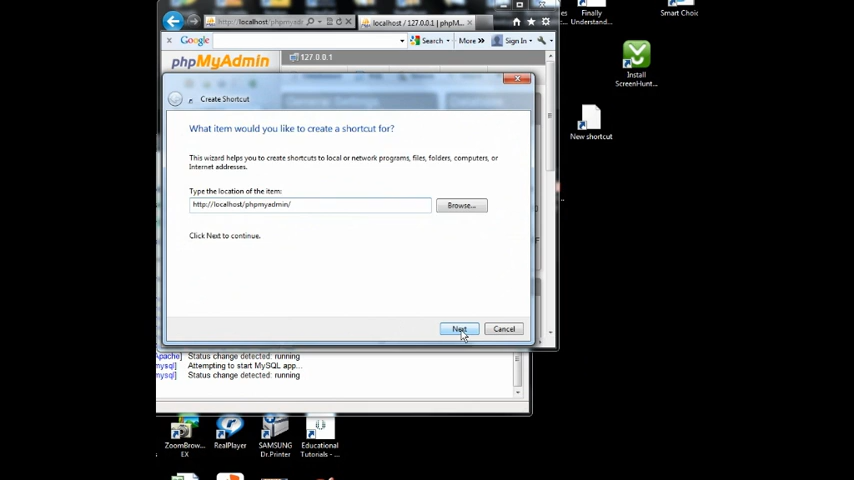 http://localhost/phpmyadr
localhost / 127.0.0.1 | phpM...
Google
Search
More »
Sign In
phpMyAdmin
127.0.0.1
Create Shortcut
What item would you like to create a shortcut for?
This wizard helps you to create shortcuts to local or network programs, files, folders, computers, or
Internet addresses.
Type the location of the item:
http://localhost/phpmyadmin/
Browse...
Click Next to continue.
Next
Cancel
Apache] Status change detected: running
mysql] Attempting to start MySQL app...
mysql] Status change detected: running
Finally
Understand...
Smart Choic
Install
ScreenHunt...
New shortcut
ZoomBrow...
EX
RealPlayer
SAMSUNG
Dr.Printer
Educational
Tutorials - ...